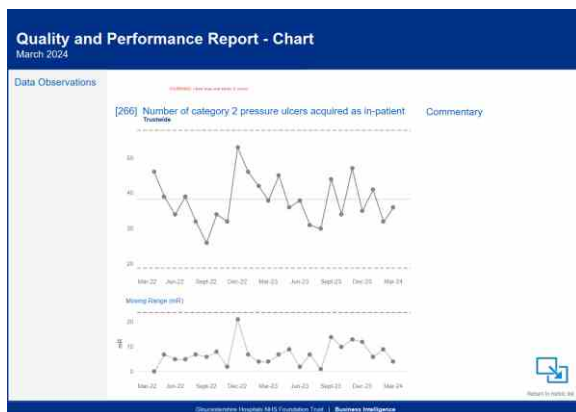 Quality and Performance Report - Chart
March 2024
Data Observations
[266] Number of category 2 pressure ulcers acquired as in-patient
Trustwide
Commentary
50
40
30
20
Mar-22 Jun-22 Sept-22 Dec-22 Mar-23 Jun-23 Sept-23 Dec-23 Mar-24
Moving Range (mR)
mR
20
10
0
Mar-22 Jun-22 Sept-22 Dec-22 Mar-23 Jun-23 Sept-23 Dec-23 Mar-24
Return to metric list
Gloucestershire Hospitals NHS Foundation Trust | Business Intelligence